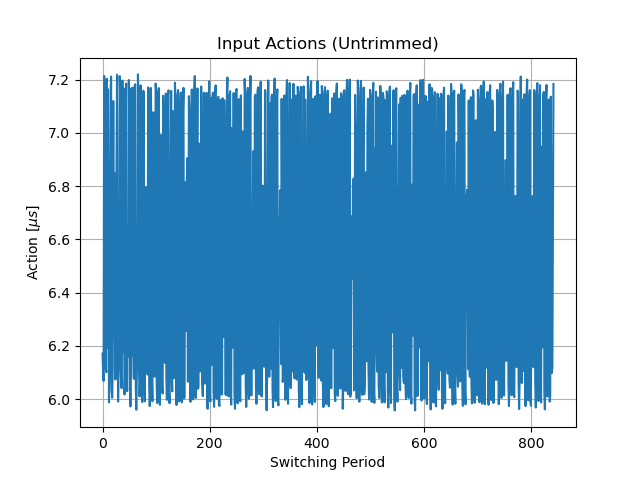 Input Actions (Untrimmed)
7.2
7.0
6.8
6.6
6.4
6.2
6.0
Action [μs]
0 200 400 600 800
Switching Period